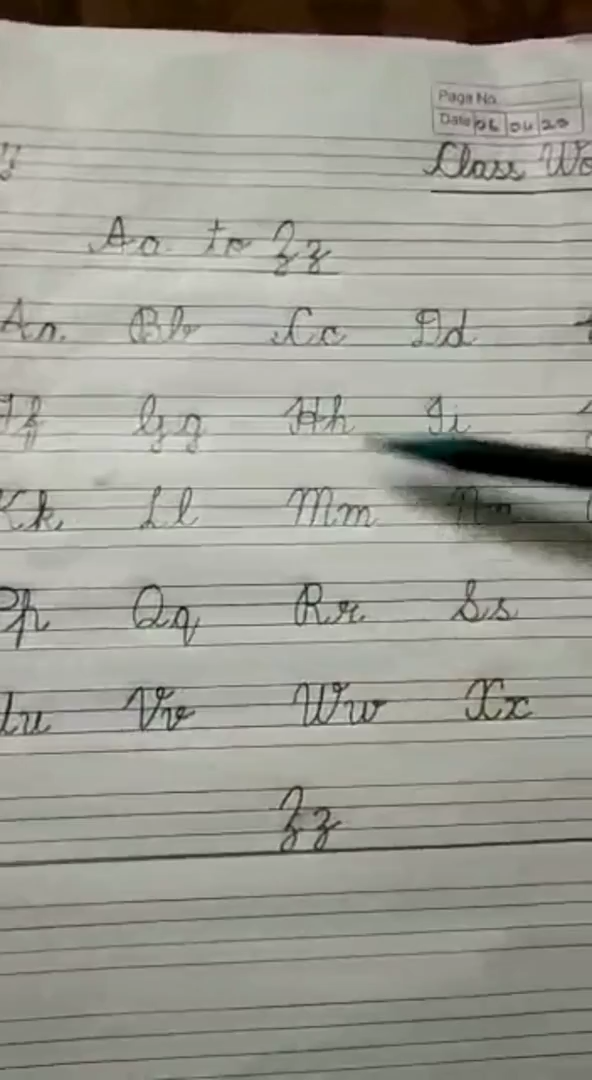 Page No.
Date 06 04 20
Class Wo
Aa to Zz
Aa Bb Cc Dd
Ff Gg Hh Ii
Kk Ll Mm Nn
Pp Qq Rr Ss
Uu Vv Ww Xx
Zz